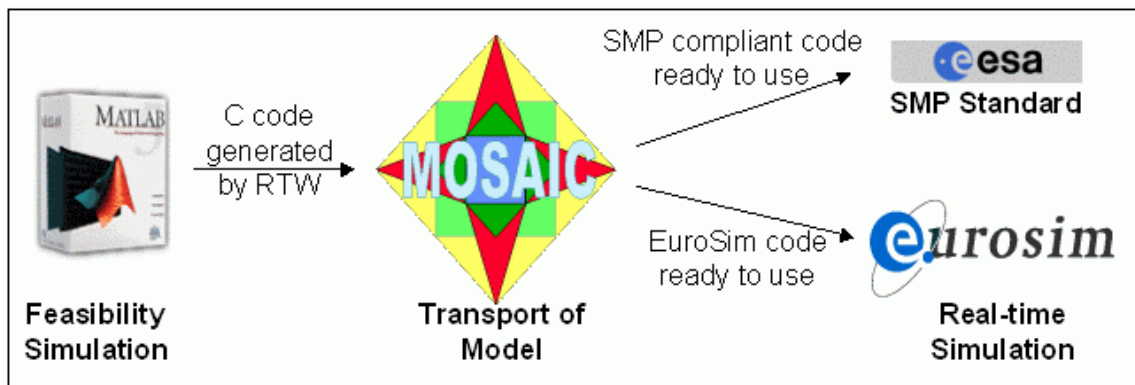 MATLAB
Feasibility
Simulation
C code
generated
by RTW
MOSAIC
Transport of
Model
SMP compliant code
ready to use
esa
SMP Standard
EuroSim code
ready to use
eurosim
Real-time
Simulation